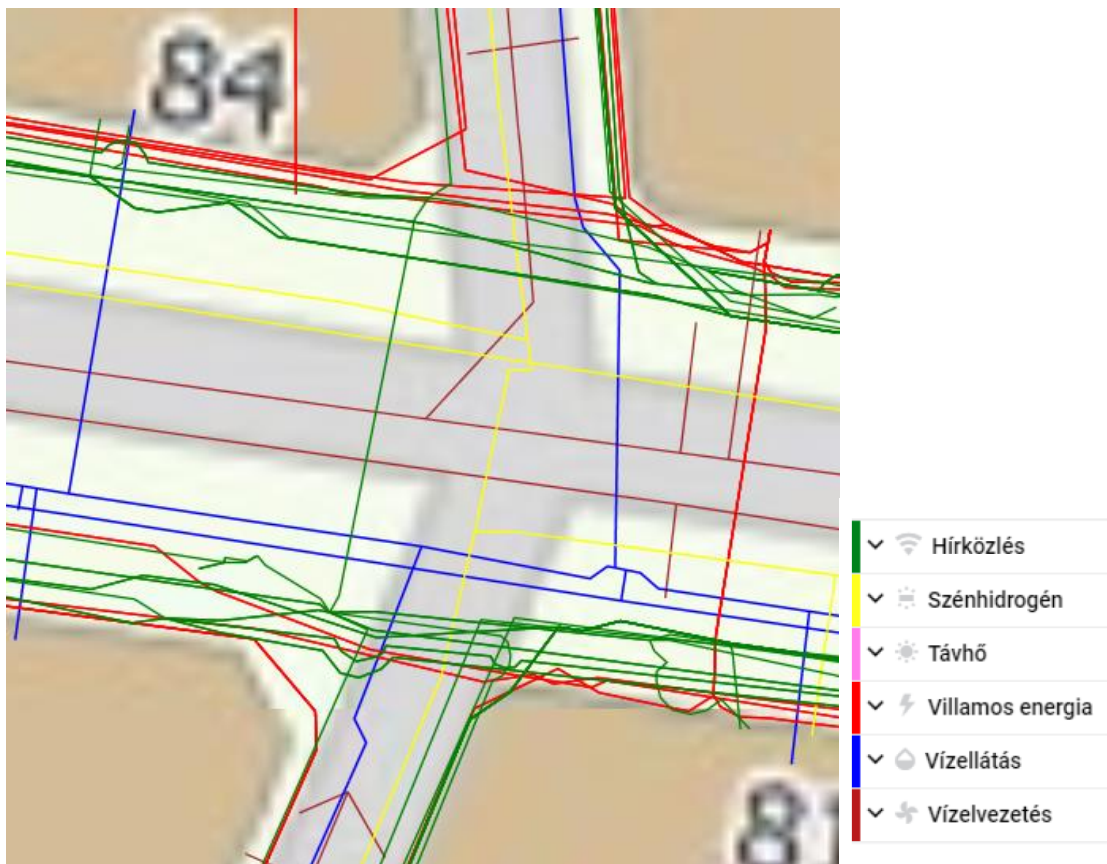 84
Hírközlés
Szénhidrogén
Távhő
Villamos energia
Vízellátás
Vízelvezetés